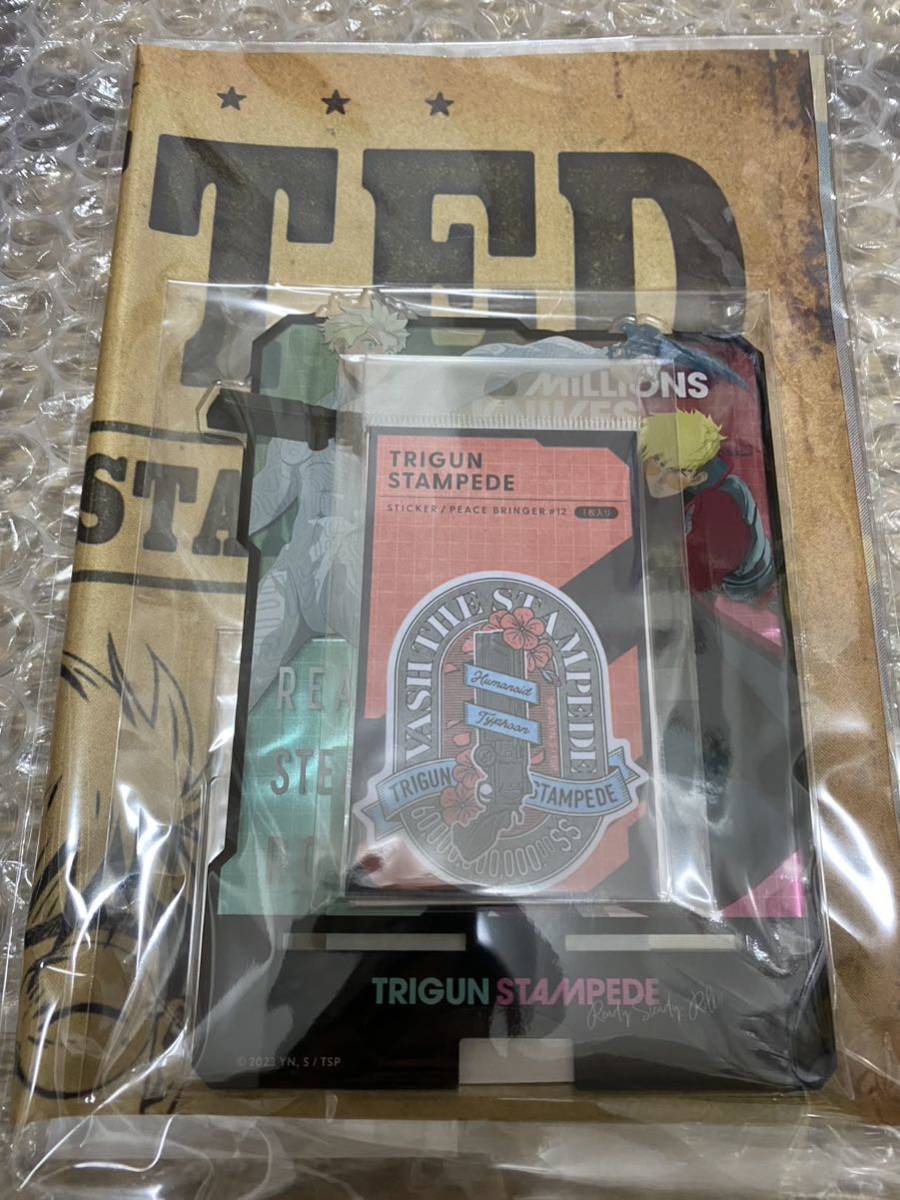 TED
STA
MILLIONS
TRIGUN
STAMPEDE
STICKER / PEACE BRINGER #12 1枚入り
VASH THE STAMPEDE
Humanoid
Typhoon
TRIGUN STAMPEDE
$$
REA
STE
TRIGUN STAMPEDE
Ready Steady Roll!
© 2023 YN, S / TSP